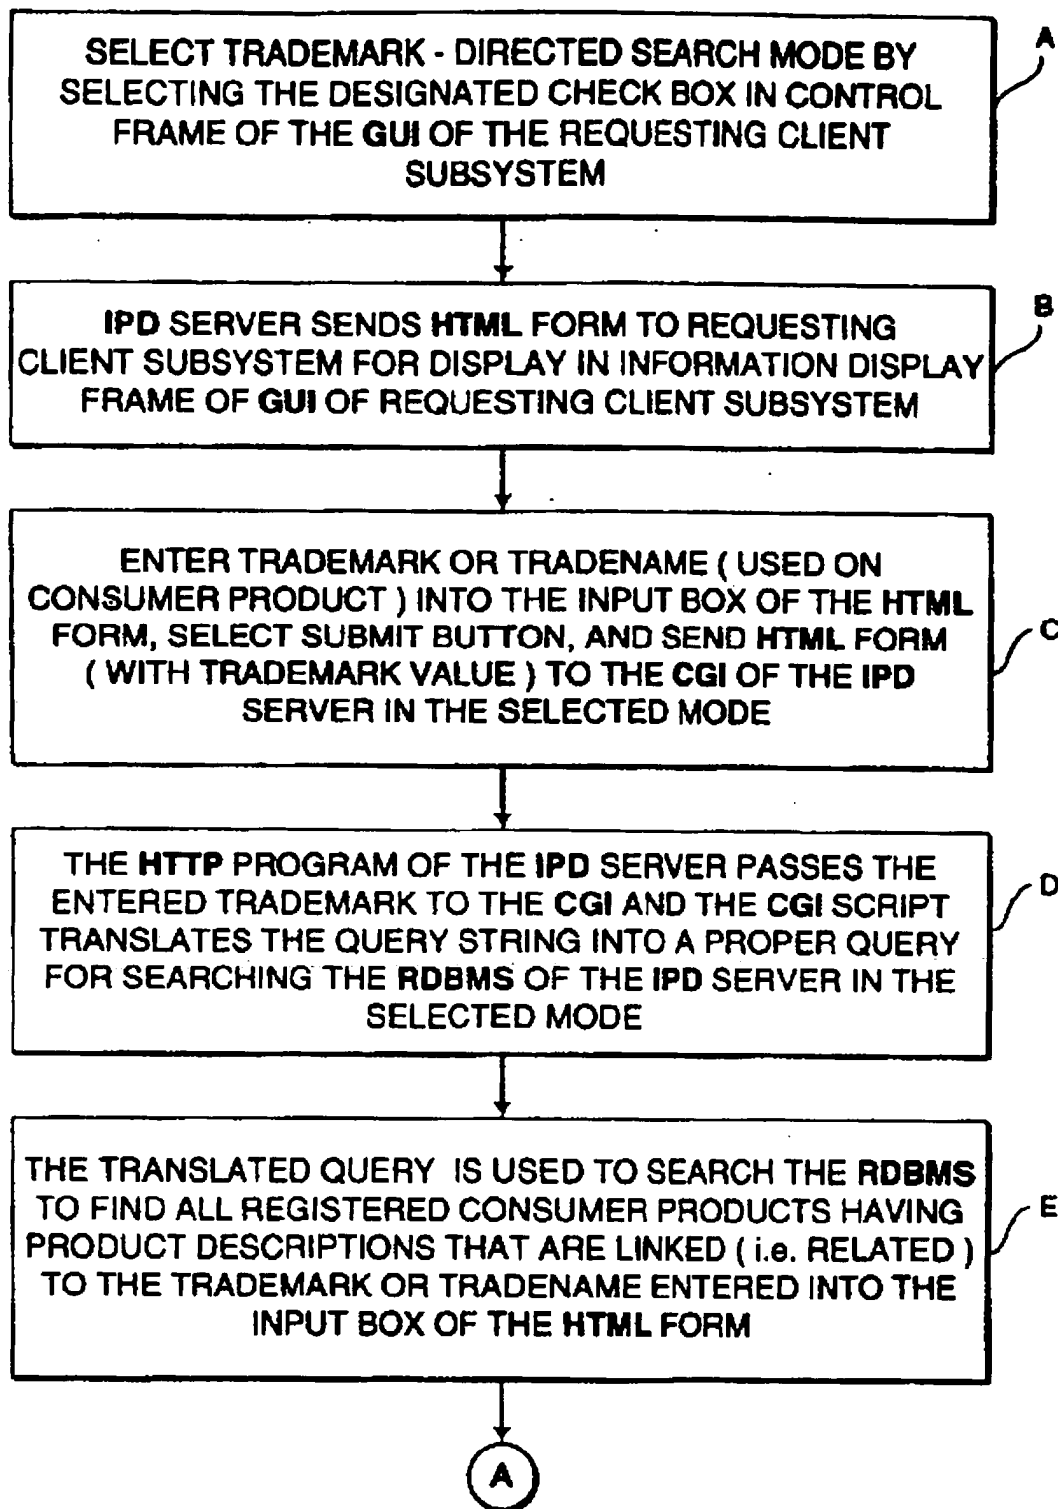 SELECT TRADEMARK - DIRECTED SEARCH MODE BY
SELECTING THE DESIGNATED CHECK BOX IN CONTROL
FRAME OF THE GUI OF THE REQUESTING CLIENT
SUBSYSTEM
A
IPD SERVER SENDS HTML FORM TO REQUESTING
CLIENT SUBSYSTEM FOR DISPLAY IN INFORMATION DISPLAY
FRAME OF GUI OF REQUESTING CLIENT SUBSYSTEM
B
ENTER TRADEMARK OR TRADENAME ( USED ON
CONSUMER PRODUCT ) INTO THE INPUT BOX OF THE HTML
FORM, SELECT SUBMIT BUTTON, AND SEND HTML FORM
( WITH TRADEMARK VALUE ) TO THE CGI OF THE IPD
SERVER IN THE SELECTED MODE
C
THE HTTP PROGRAM OF THE IPD SERVER PASSES THE
ENTERED TRADEMARK TO THE CGI AND THE CGI SCRIPT
TRANSLATES THE QUERY STRING INTO A PROPER QUERY
FOR SEARCHING THE RDBMS OF THE IPD SERVER IN THE
SELECTED MODE
D
THE TRANSLATED QUERY IS USED TO SEARCH THE RDBMS
TO FIND ALL REGISTERED CONSUMER PRODUCTS HAVING
PRODUCT DESCRIPTIONS THAT ARE LINKED ( i.e. RELATED )
TO THE TRADEMARK OR TRADENAME ENTERED INTO THE
INPUT BOX OF THE HTML FORM
E
A